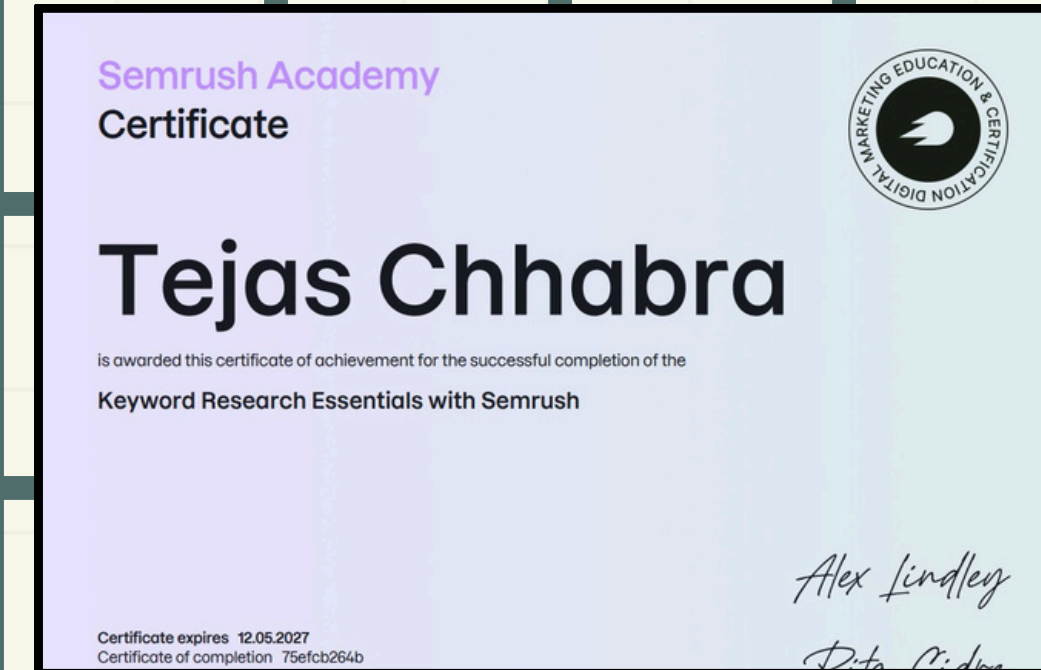 Semrush Academy
Certificate
DIGITAL MARKETING EDUCATION & CERTIFICATION
Tejas Chhabra
is awarded this certificate of achievement for the successful completion of the
Keyword Research Essentials with Semrush
Alex Lindley
Certificate expires 12.05.2027
Certificate of completion 75efcb264b